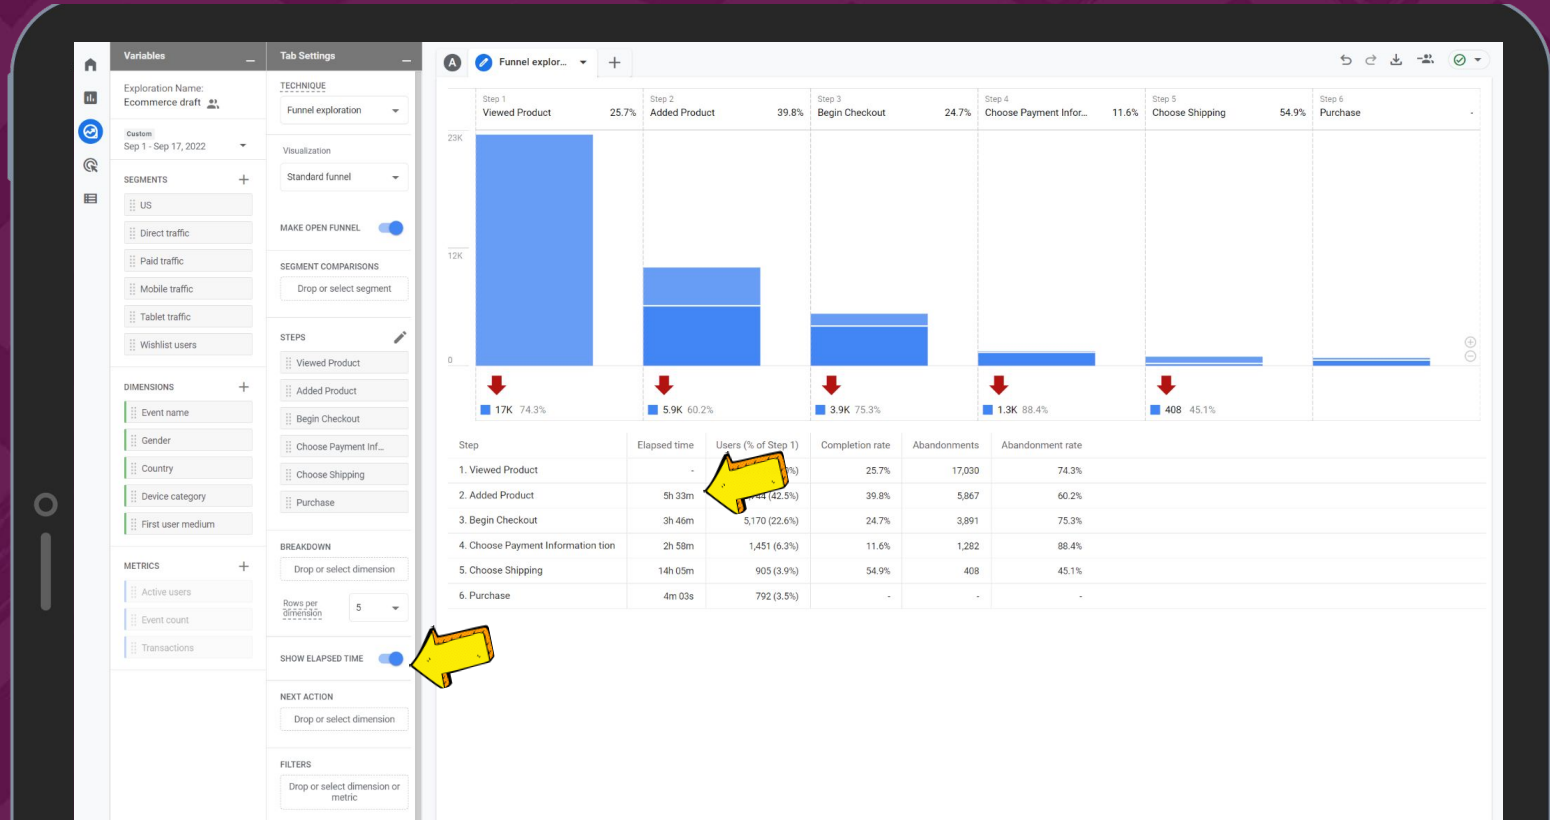 Variables
Exploration Name:
Ecommerce draft
Custom
Sep 1 - Sep 17, 2022
SEGMENTS
US
Direct traffic
Paid traffic
Mobile traffic
Tablet traffic
Wishlist users
DIMENSIONS
Event name
Gender
Country
Device category
First user medium
METRICS
Active users
Event count
Transactions
Tab Settings
TECHNIQUE
Funnel exploration
Visualization
Standard funnel
MAKE OPEN FUNNEL
SEGMENT COMPARISONS
Drop or select segment
STEPS
Viewed Product
Added Product
Begin Checkout
Choose Payment Inf...
Choose Shipping
Purchase
BREAKDOWN
Drop or select dimension
Rows per
dimension
5
SHOW ELAPSED TIME
NEXT ACTION
Drop or select dimension
FILTERS
Drop or select dimension or
metric
A Funnel explor...
Step 1 Step 2 Step 3 Step 4 Step 5 Step 6
Viewed Product 25.7% Added Product 39.8% Begin Checkout 24.7% Choose Payment Infor... 11.6% Choose Shipping 54.9% Purchase -
23K
12K
0
17K 74.3% 5.9K 60.2% 3.9K 75.3% 1.3K 88.4% 408 45.1%
Step Elapsed time Users (% of Step 1) Completion rate Abandonments Abandonment rate
1. Viewed Product - 25.7% 17,030 74.3%
2. Added Product 5h 33m (42.5%) 39.8% 5,867 60.2%
3. Begin Checkout 3h 46m 5,170 (22.6%) 24.7% 3,891 75.3%
4. Choose Payment Information tion 2h 58m 1,451 (6.3%) 11.6% 1,282 88.4%
5. Choose Shipping 14h 05m 905 (3.9%) 54.9% 408 45.1%
6. Purchase 4m 03s 792 (3.5%) - - -